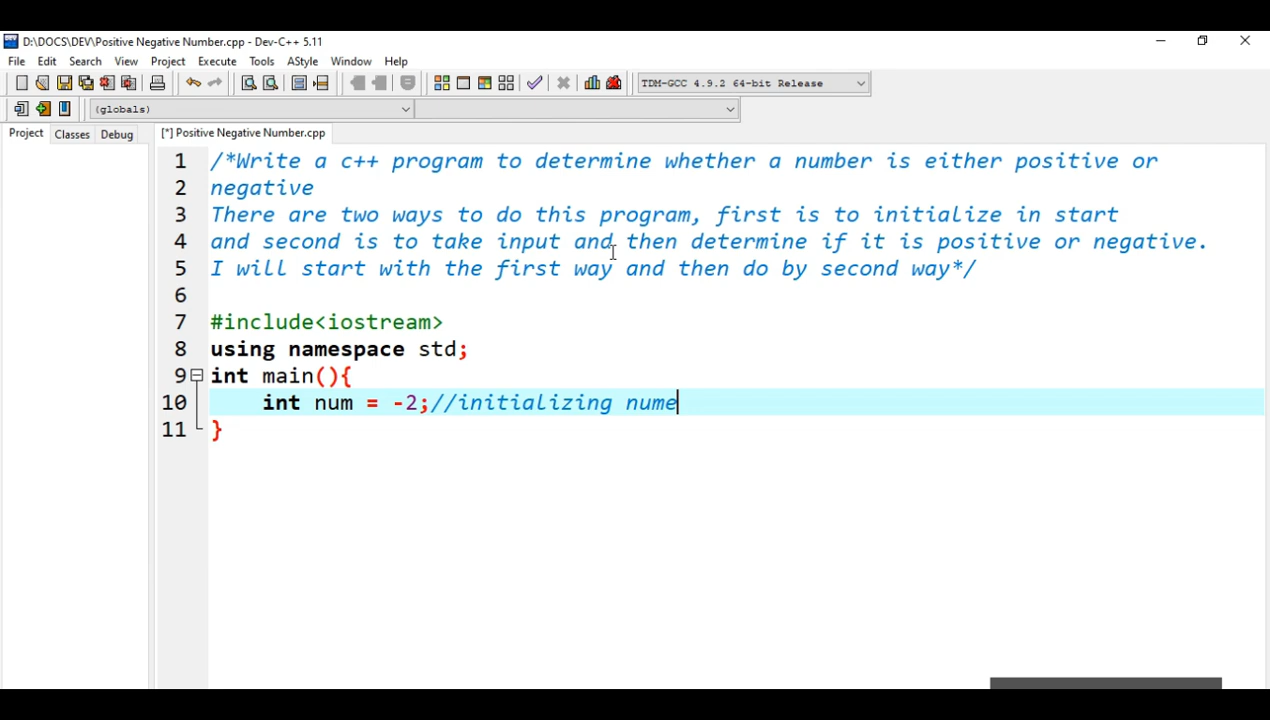 D:\DOCS\DEV\Positive Negative Number.cpp - Dev-C++ 5.11
File Edit Search View Project Execute Tools AStyle Window Help
TDM-GCC 4.9.2 64-bit Release
(globals)
Project Classes Debug [*] Positive Negative Number.cpp
1 /*Write a c++ program to determine whether a number is either positive or
2 negative
3 There are two ways to do this program, first is to initialize in start
4 and second is to take input and then determine if it is positive or negative.
5 I will start with the first way and then do by second way*/
6
7 #include<iostream>
8 using namespace std;
9 int main(){
10 int num = -2;//initializing nume
11 }